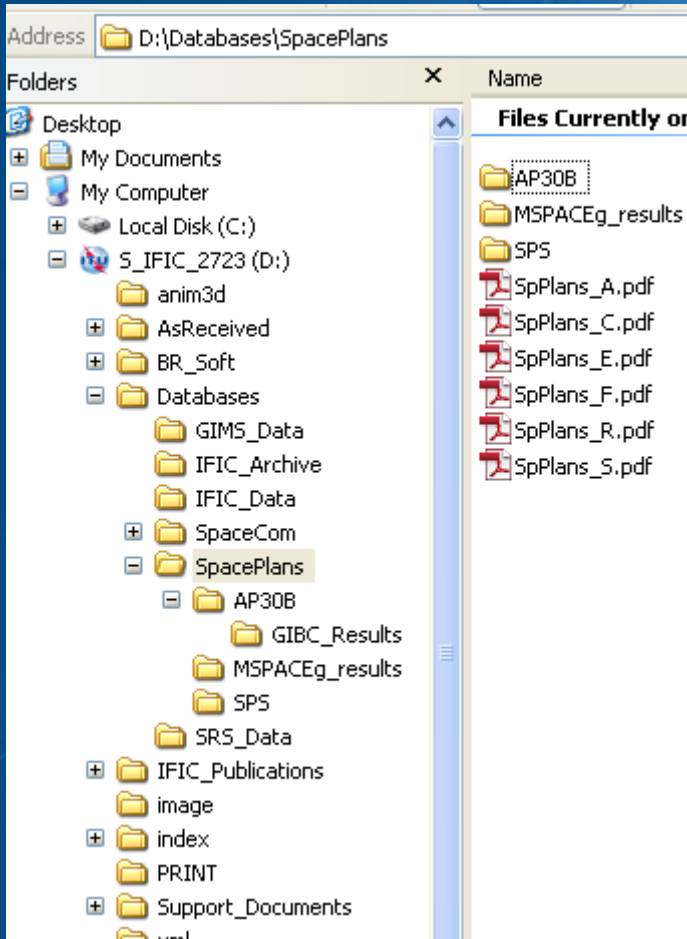 Address D:\Databases\SpacePlans
Folders
Desktop
My Documents
My Computer
Local Disk (C:)
S_IFIC_2723 (D:)
anim3d
AsReceived
BR_Soft
Databases
GIMS_Data
IFIC_Archive
IFIC_Data
SpaceCom
SpacePlans
AP30B
GIBC_Results
MSPACEg_results
SPS
SRS_Data
IFIC_Publications
image
index
PRINT
Support_Documents
Name
Files Currently
AP30B
MSPACEg_results
SPS
SpPlans_A.pdf
SpPlans_C.pdf
SpPlans_E.pdf
SpPlans_F.pdf
SpPlans_R.pdf
SpPlans_S.pdf